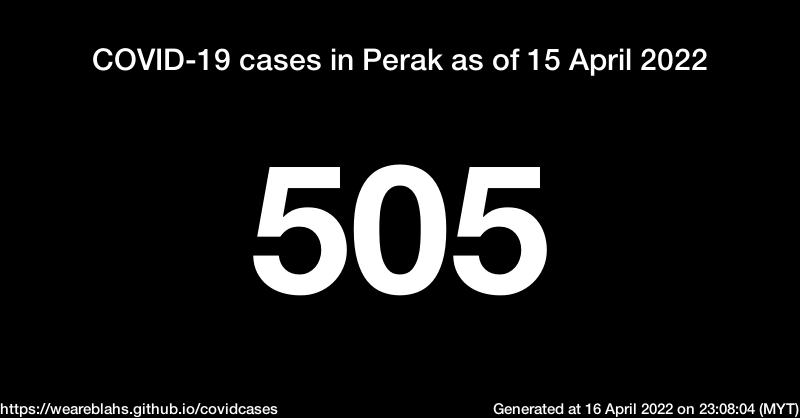 COVID-19 cases in Perak as of 15 April 2022
505
https://weareblahs.github.io/covidcases
Generated at 16 April 2022 on 23:08:04 (MYT)